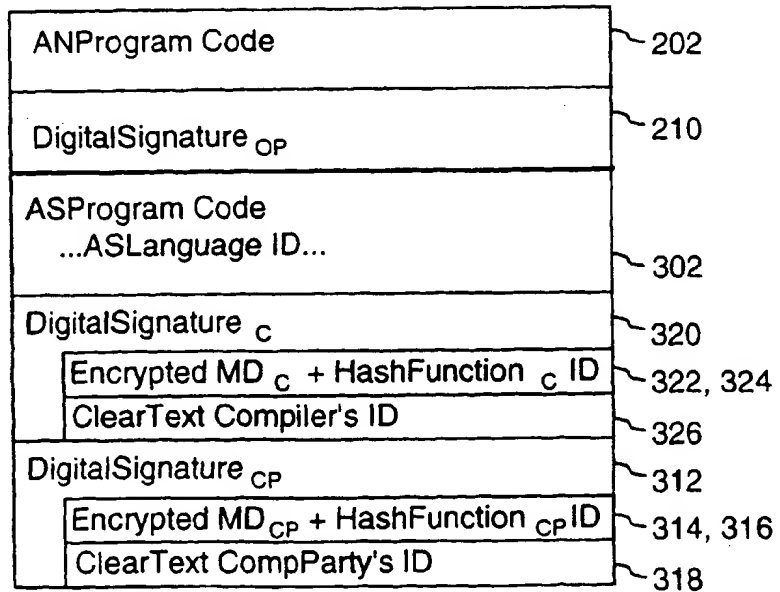 ANProgram Code 202
DigitalSignature OP 210
ASProgram Code
...ASLanguage ID... 302
DigitalSignature C 320
Encrypted MD C + HashFunction C ID 322, 324
ClearText Compiler's ID 326
DigitalSignature CP 312
Encrypted MD CP + HashFunction CP ID 314, 316
ClearText CompParty's ID 318